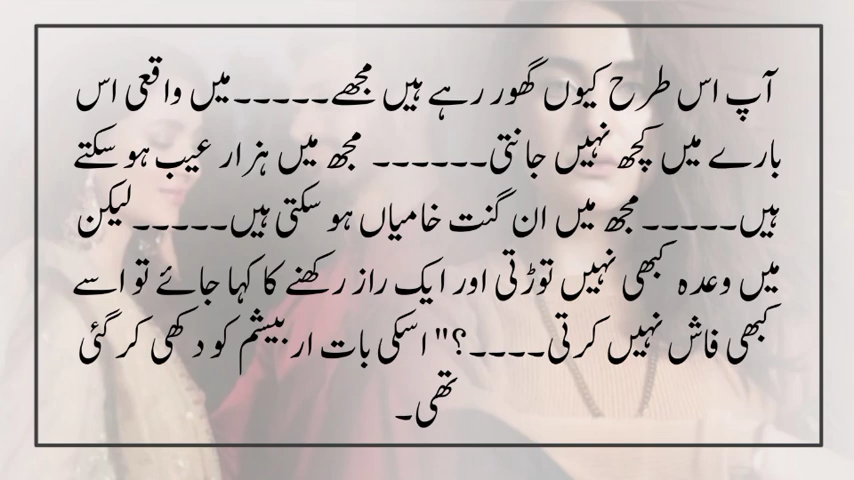 آپ اس طرح کیوں گھور رہے ہیں مجھے۔۔۔۔۔میں واقعی اس
بارے میں کچھ نہیں جانتی۔۔۔۔۔۔ مجھ میں ہزار عیب ہو سکتے
ہیں۔۔۔۔۔مجھ میں ان گنت خامیاں ہو سکتی ہیں۔۔۔۔۔لیکن
میں وعدہ کبھی نہیں توڑتی اور ایک راز رکھنے کا کہا جائے تو اسے
کبھی فاش نہیں کرتی۔۔۔۔؟" اسکی بات اربیشم کو دکھی کر گئی
تھی۔